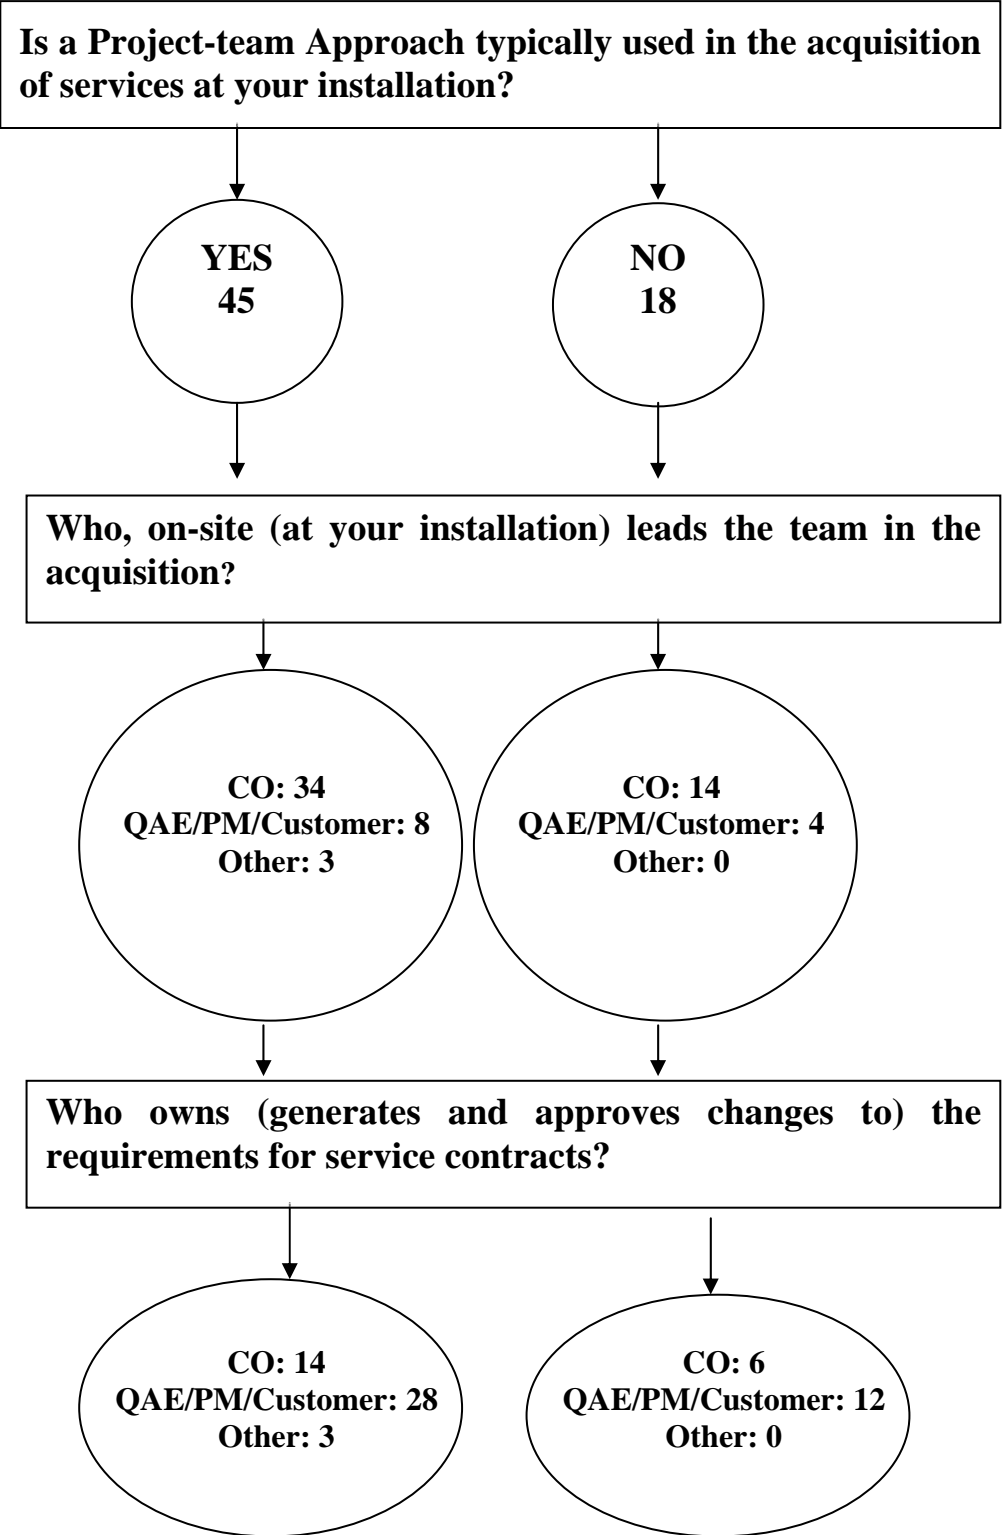 Is a Project-team Approach typically used in the acquisition
of services at your installation?
YES
45
NO
18
Who, on-site (at your installation) leads the team in the
acquisition?
CO: 34
QAE/PM/Customer: 8
Other: 3
CO: 14
QAE/PM/Customer: 4
Other: 0
Who owns (generates and approves changes to) the
requirements for service contracts?
CO: 14
QAE/PM/Customer: 28
Other: 3
CO: 6
QAE/PM/Customer: 12
Other: 0